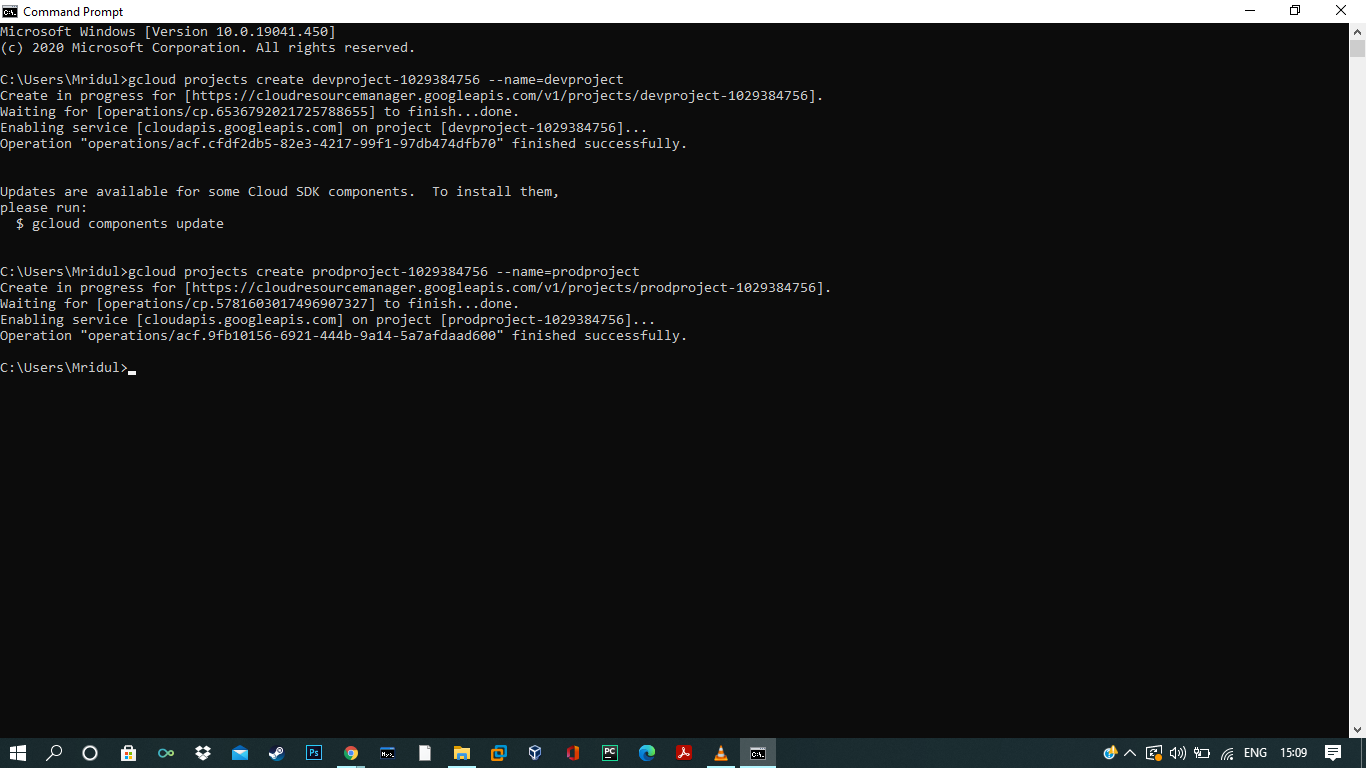 Command Prompt
Microsoft Windows [Version 10.0.19041.450]
(c) 2020 Microsoft Corporation. All rights reserved.
C:\Users\Mridul>gcloud projects create devproject-1029384756 --name=devproject
Create in progress for [https://cloudresourcemanager.googleapis.com/v1/projects/devproject-1029384756].
Waiting for [operations/cp.6536792021725788655] to finish...done.
Enabling service [cloudapis.googleapis.com] on project [devproject-1029384756]...
Operation "operations/acf.cfdf2db5-82e3-4217-99f1-97db474dfb70" finished successfully.
Updates are available for some Cloud SDK components.  To install them,
please run:
  $ gcloud components update
C:\Users\Mridul>gcloud projects create prodproject-1029384756 --name=prodproject
Create in progress for [https://cloudresourcemanager.googleapis.com/v1/projects/prodproject-1029384756].
Waiting for [operations/cp.5781603017496907327] to finish...done.
Enabling service [cloudapis.googleapis.com] on project [prodproject-1029384756]...
Operation "operations/acf.9fb10156-6921-444b-9a14-5a7afdaad600" finished successfully.
C:\Users\Mridul>
Ps
PC
ENG
15:09